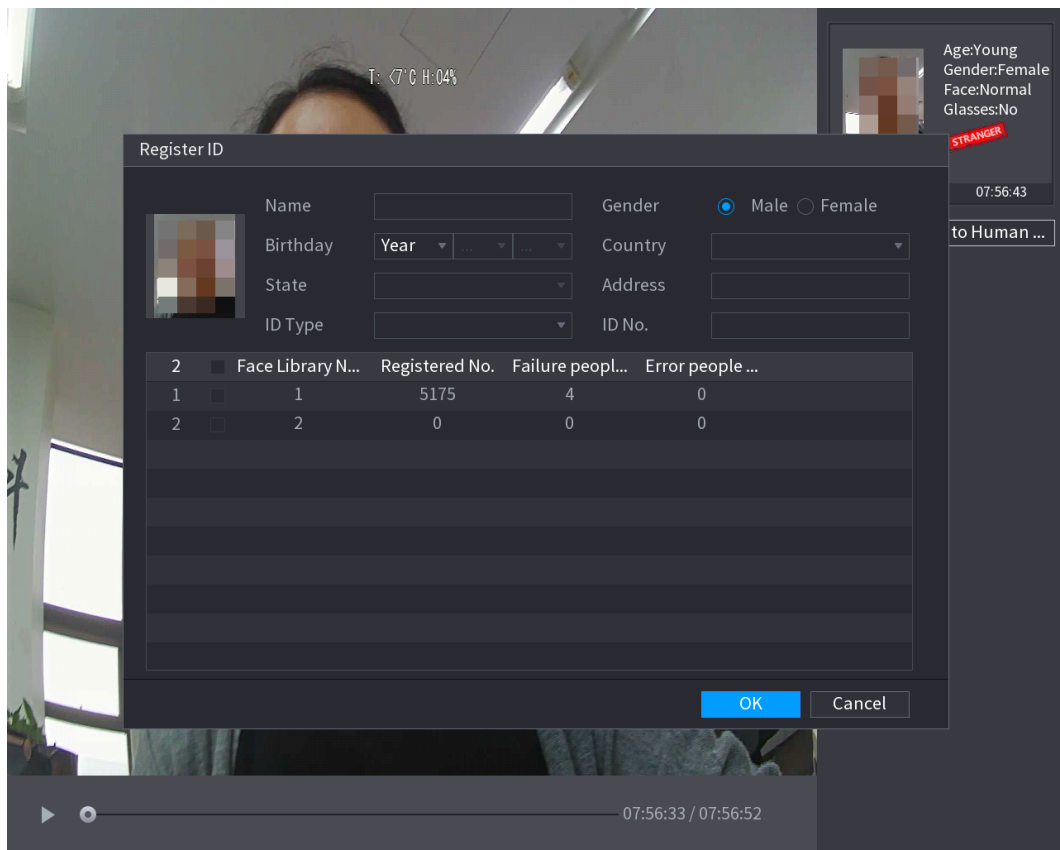 T: <7°C H:04%
Age:Young
Gender:Female
Face:Normal
Glasses:No
STRANGER
07:56:43
to Human ...
Register ID
Name
Gender Male Female
Birthday Year ... ... Country
State Address
ID Type ID No.
2 Face Library N... Registered No. Failure peopl... Error people ...
1 1 5175 4 0
2 2 0 0 0
OK Cancel
07:56:33 / 07:56:52